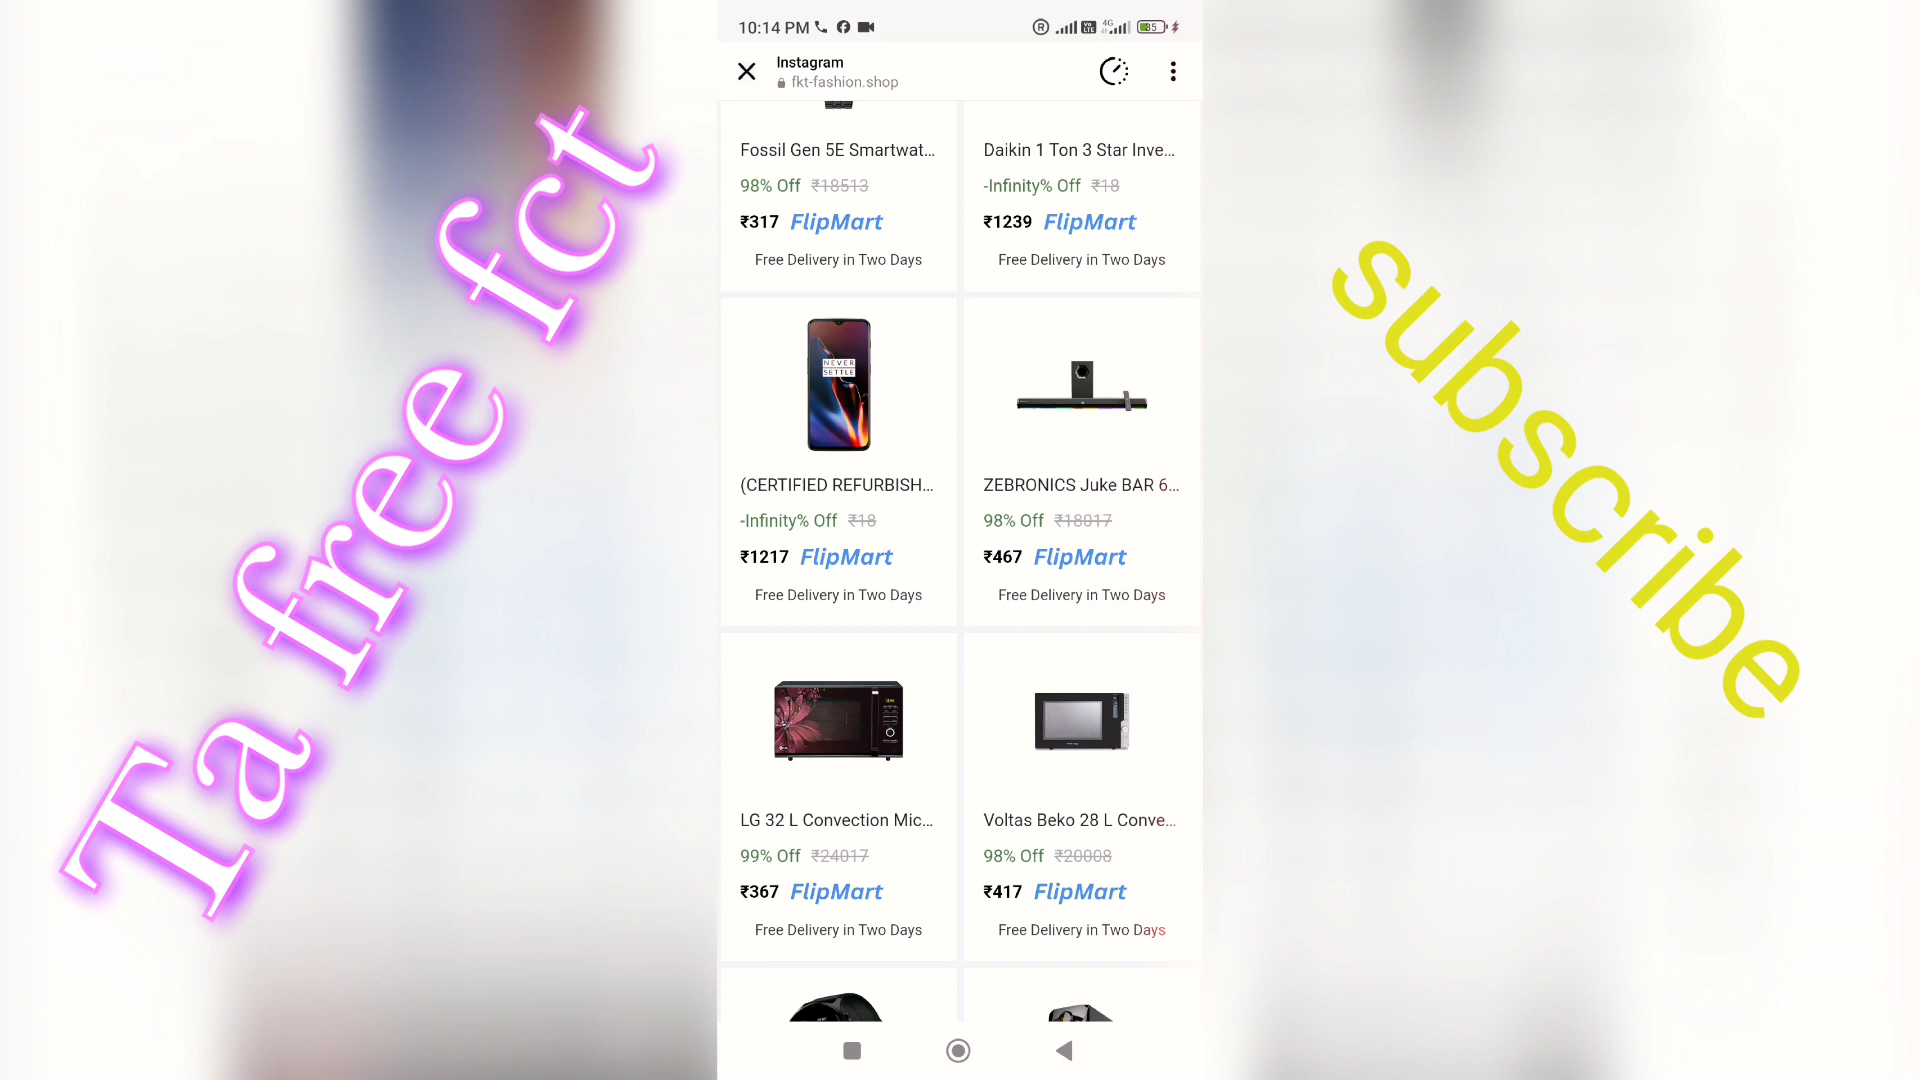 Ta free fct
10:14 PM
R
Vo LTE
4G
35
Instagram
fkt-fashion.shop
Fossil Gen 5E Smartwat...
98% Off ₹18513
₹317 FlipMart
Free Delivery in Two Days
Daikin 1 Ton 3 Star Inve...
-Infinity% Off ₹18
₹1239 FlipMart
Free Delivery in Two Days
NEVER
SETTLE
(CERTIFIED REFURBISH...
-Infinity% Off ₹18
₹1217 FlipMart
Free Delivery in Two Days
ZEBRONICS Juke BAR 6...
98% Off ₹18017
₹467 FlipMart
Free Delivery in Two Days
LG 32 L Convection Mic...
99% Off ₹24017
₹367 FlipMart
Free Delivery in Two Days
Voltas Beko 28 L Conve...
98% Off ₹20008
₹417 FlipMart
Free Delivery in Two Days
subscribe